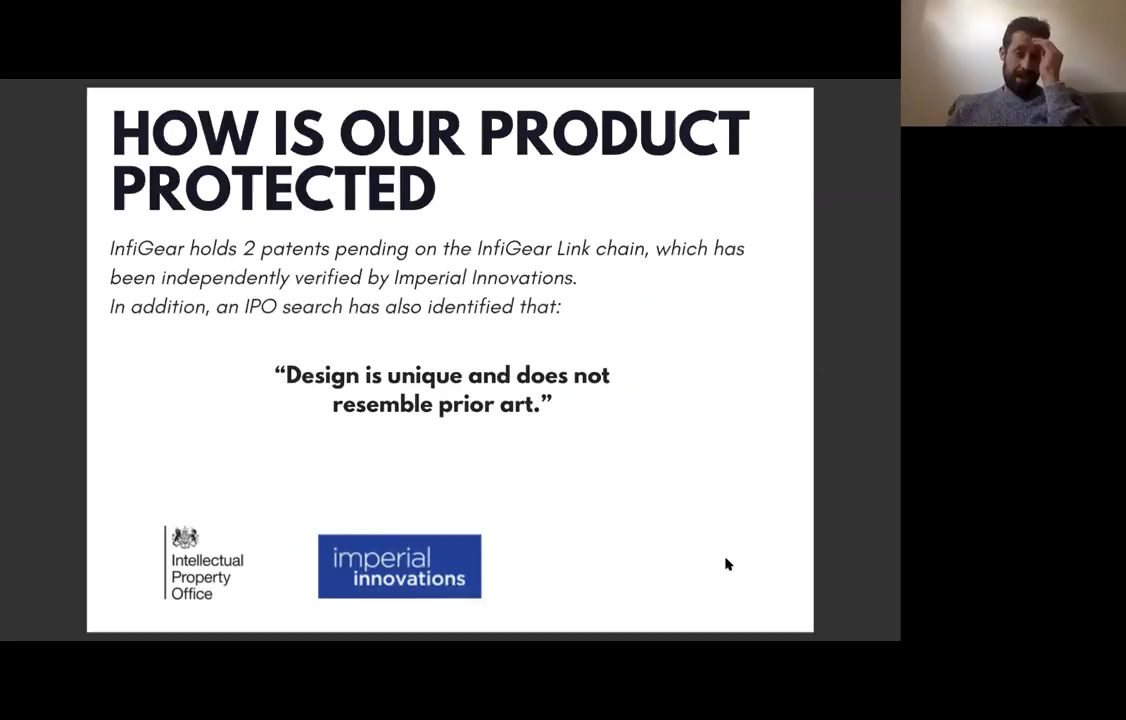 HOW IS OUR PRODUCT
PROTECTED
InfiGear holds 2 patents pending on the InfiGear Link chain, which has
been independently verified by Imperial Innovations.
In addition, an IPO search has also identified that:
“Design is unique and does not
resemble prior art.”
Intellectual
Property
Office
imperial
innovations